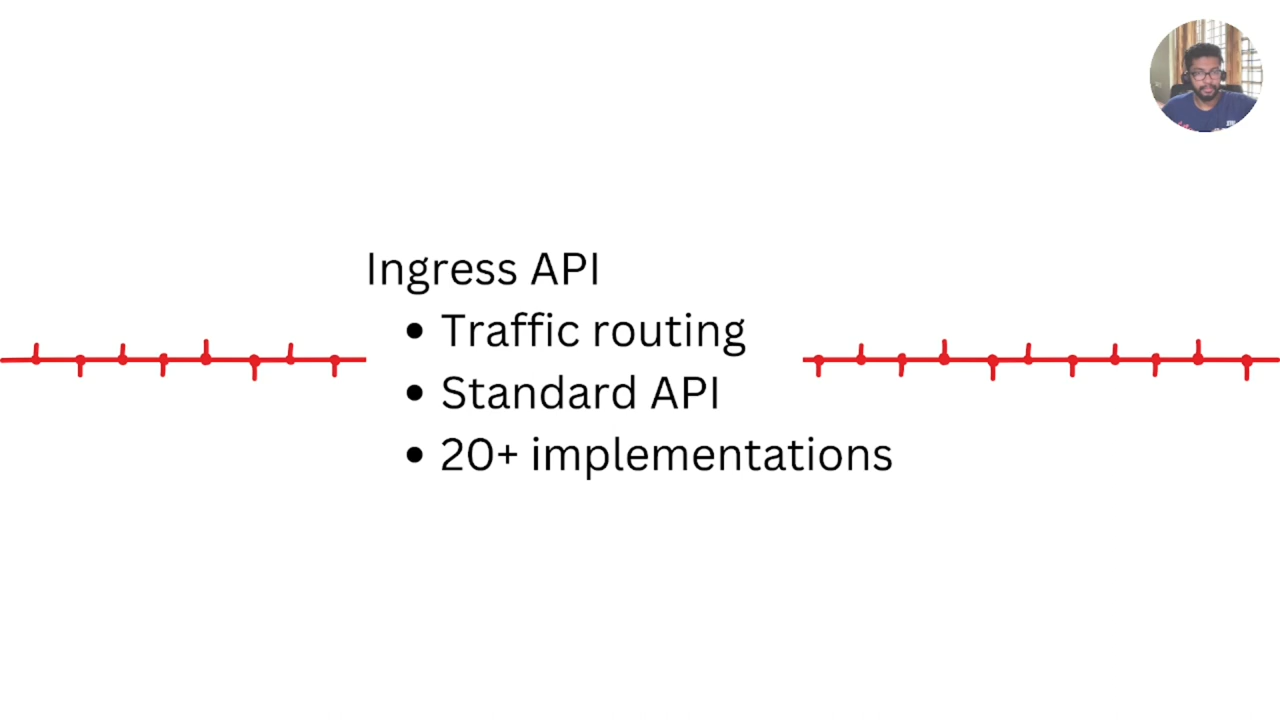 Ingress API
• Traffic routing
• Standard API
• 20+ implementations